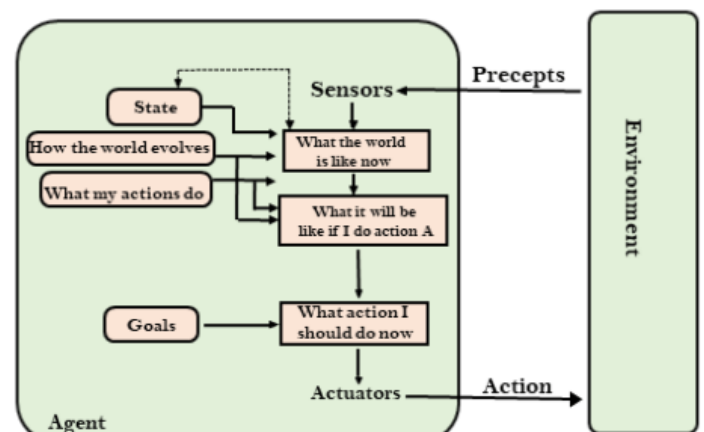 Precepts
Sensors
State
What the world
is like now
How the world evolves
What my actions do
What it will be
like if I do action A
Environment
What action I
should do now
Goals
Actuators
Action
Agent